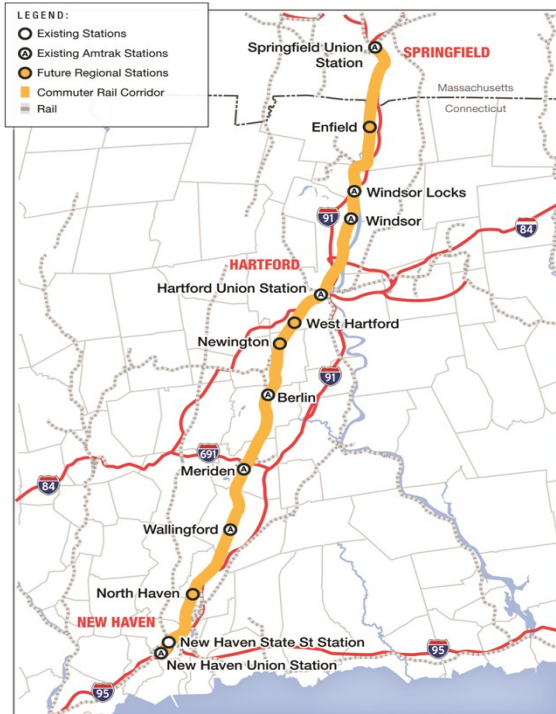 LEGEND:
Existing Stations
A Existing Amtrak Stations
A Future Regional Stations
Commuter Rail Corridor
Rail
Springfield Union
Station
A
SPRINGFIELD
Massachusetts
Connecticut
Enfield
A Windsor Locks
91
A Windsor
84
HARTFORD
Hartford Union Station A
West Hartford
Newington
91
A Berlin
691
Meriden A
84
Wallingford A
North Haven
NEW HAVEN
New Haven State St Station
A New Haven Union Station
95
95